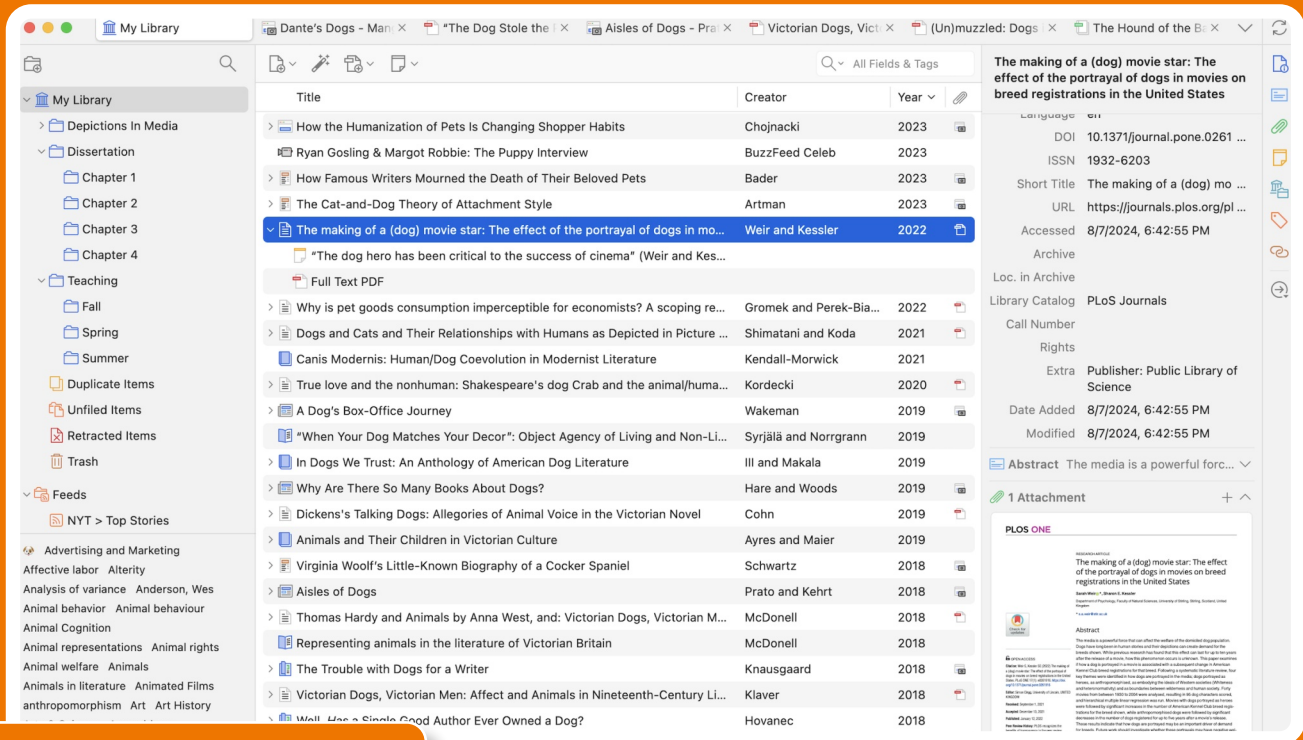 My Library
Dante's Dogs - Man
"The Dog Stole the
Aisles of Dogs - Prat
Victorian Dogs, Vict
(Un)muzzled: Dogs
The Hound of the Ba
All Fields & Tags
My Library
Depictions In Media
Dissertation
Chapter 1
Chapter 2
Chapter 3
Chapter 4
Teaching
Fall
Spring
Summer
Duplicate Items
Unfiled Items
Retracted Items
Trash
Feeds
NYT > Top Stories
Advertising and Marketing
Affective labor Alterity
Analysis of variance Anderson, Wes
Animal behavior Animal behaviour
Animal Cognition
Animal representations Animal rights
Animal welfare Animals
Animals in literature Animated Films
anthropomorphism Art Art History
Title Creator Year
How the Humanization of Pets Is Changing Shopper Habits Chojnacki 2023
Ryan Gosling & Margot Robbie: The Puppy Interview BuzzFeed Celeb 2023
How Famous Writers Mourned the Death of Their Beloved Pets Bader 2023
The Cat-and-Dog Theory of Attachment Style Artman 2023
The making of a (dog) movie star: The effect of the portrayal of dogs in mo... Weir and Kessler 2022
"The dog hero has been critical to the success of cinema" (Weir and Kes...
Full Text PDF
Why is pet goods consumption imperceptible for economists? A scoping re... Gromek and Perek-Bia... 2022
Dogs and Cats and Their Relationships with Humans as Depicted in Picture ... Shimatani and Koda 2021
Canis Modernis: Human/Dog Coevolution in Modernist Literature Kendall-Morwick 2021
True love and the nonhuman: Shakespeare's dog Crab and the animal/huma... Kordecki 2020
A Dog's Box-Office Journey Wakeman 2019
"When Your Dog Matches Your Decor": Object Agency of Living and Non-Li... Syrjälä and Norrgrann 2019
In Dogs We Trust: An Anthology of American Dog Literature III and Makala 2019
Why Are There So Many Books About Dogs? Hare and Woods 2019
Dickens's Talking Dogs: Allegories of Animal Voice in the Victorian Novel Cohn 2019
Animals and Their Children in Victorian Culture Ayres and Maier 2019
Virginia Woolf's Little-Known Biography of a Cocker Spaniel Schwartz 2018
Aisles of Dogs Prato and Kehrt 2018
Thomas Hardy and Animals by Anna West, and: Victorian Dogs, Victorian M... McDonell 2018
Representing animals in the literature of Victorian Britain McDonell 2018
The Trouble with Dogs for a Writer Knausgaard 2018
Victorian Dogs, Victorian Men: Affect and Animals in Nineteenth-Century Li... Klaver 2018
Well, Has a Single Good Author Ever Owned a Dog? Hovanec 2018
The making of a (dog) movie star: The
effect of the portrayal of dogs in movies on
breed registrations in the United States
Language en
DOI 10.1371/journal.pone.0261 ...
ISSN 1932-6203
Short Title The making of a (dog) mo ...
URL https://journals.plos.org/pl ...
Accessed 8/7/2024, 6:42:55 PM
Archive
Loc. in Archive
Library Catalog PLoS Journals
Call Number
Rights
Extra Publisher: Public Library of
Science
Date Added 8/7/2024, 6:42:55 PM
Modified 8/7/2024, 6:42:55 PM
Abstract The media is a powerful forc...
1 Attachment
PLOS ONE
RESEARCH ARTICLE
The making of a (dog) movie star: The effect
of the portrayal of dogs in movies on breed
registrations in the United States
Abstract